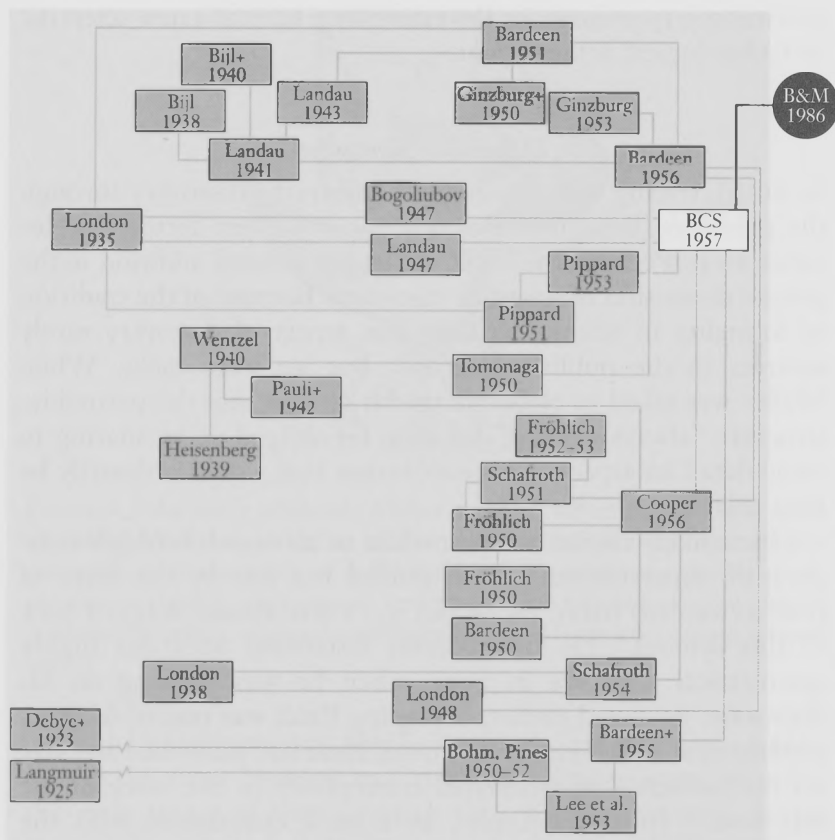 Bardeen
1951
Bijl+
1940
B&M
1986
Bijl
1938
Landau
1943
Ginzburg+
1950
Ginzburg
1953
Landau
1941
Bardeen
1956
Bogoliubov
1947
London
1935
BCS
1957
Landau
1947
Pippard
1953
Pippard
1951
Wentzel
1940
Tomonaga
1950
Pauli+
1942
Fröhlich
1952–53
Heisenberg
1939
Schafroth
1951
Cooper
1956
Fröhlich
1950
Fröhlich
1950
Bardeen
1950
London
1938
Schafroth
1954
London
1948
Debye+
1923
Bardeen+
1955
Bohm, Pines
1950–52
Langmuir
1925
Lee et al.
1953